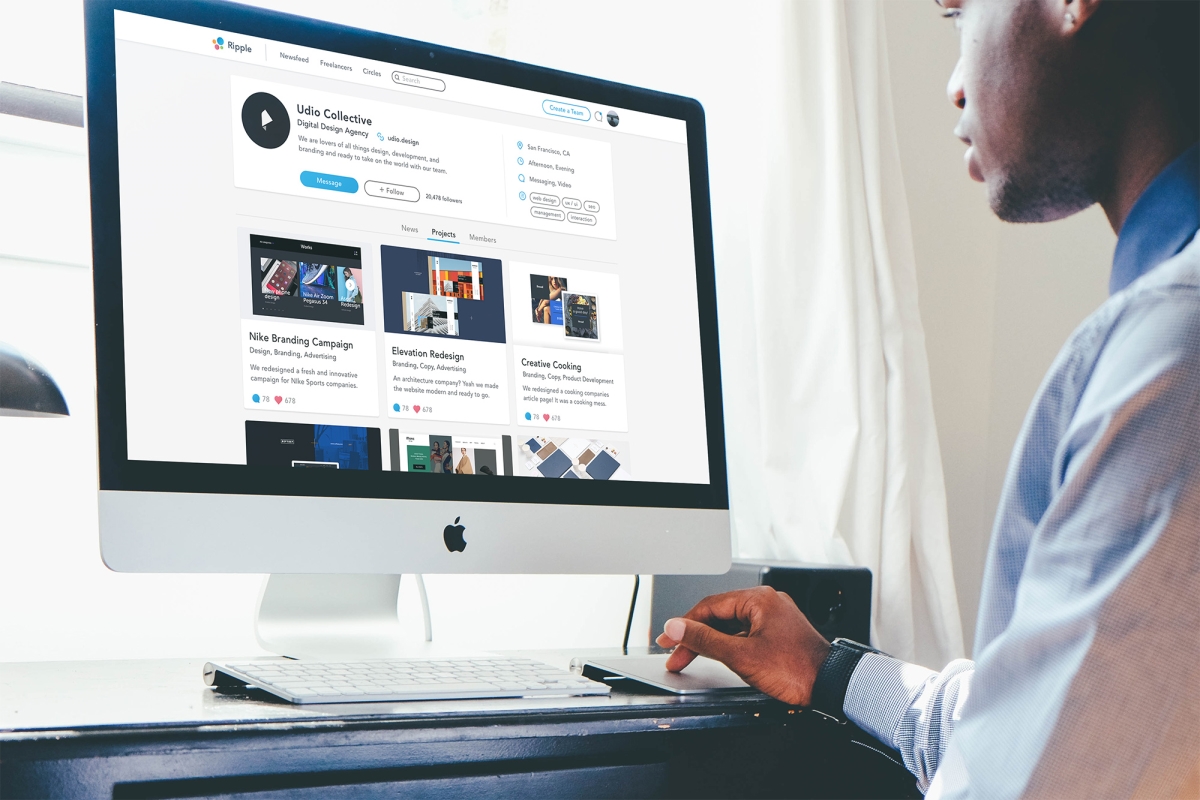 Ripple
Newsfeed
Freelancers
Circles
Search
Create a Team
Udio Collective
Digital Design Agency
udio.design
We are lovers of all things design, development, and
branding and ready to take on the world with our team.
Message
+ Follow
20,478 followers
San Francisco, CA
Afternoon, Evening
Messaging, Video
web design
ux / ui
seo
management
interaction
News
Projects
Members
Works
design
Nike Air Zoom
Pegasus 34
Redesign
Nike Branding Campaign
Design, Branding, Advertising
We redesigned a fresh and innovative
campaign for NIke Sports companies.
78
678
Elevation Redesign
Branding, Copy, Advertising
An architecture company? Yeah we made
the website modern and ready to go.
78
678
Creative Cooking
Branding, Copy, Product Development
We redesigned a cooking companies
article page! It was a cooking mess.
78
678